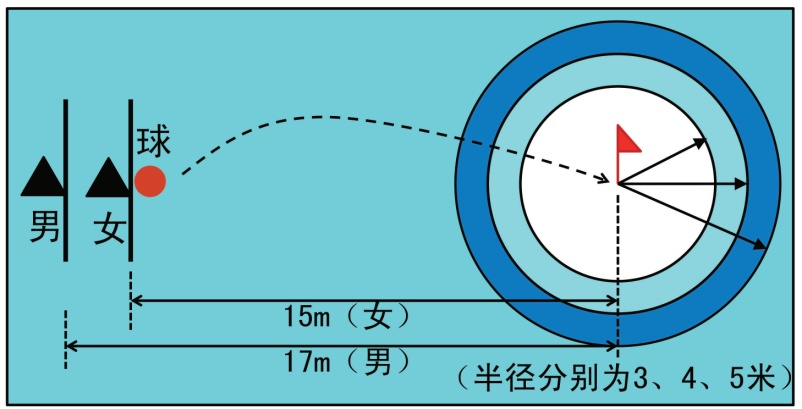 球
男 女
15m（女）
17m（男）
（半径分别为3、4、5米）